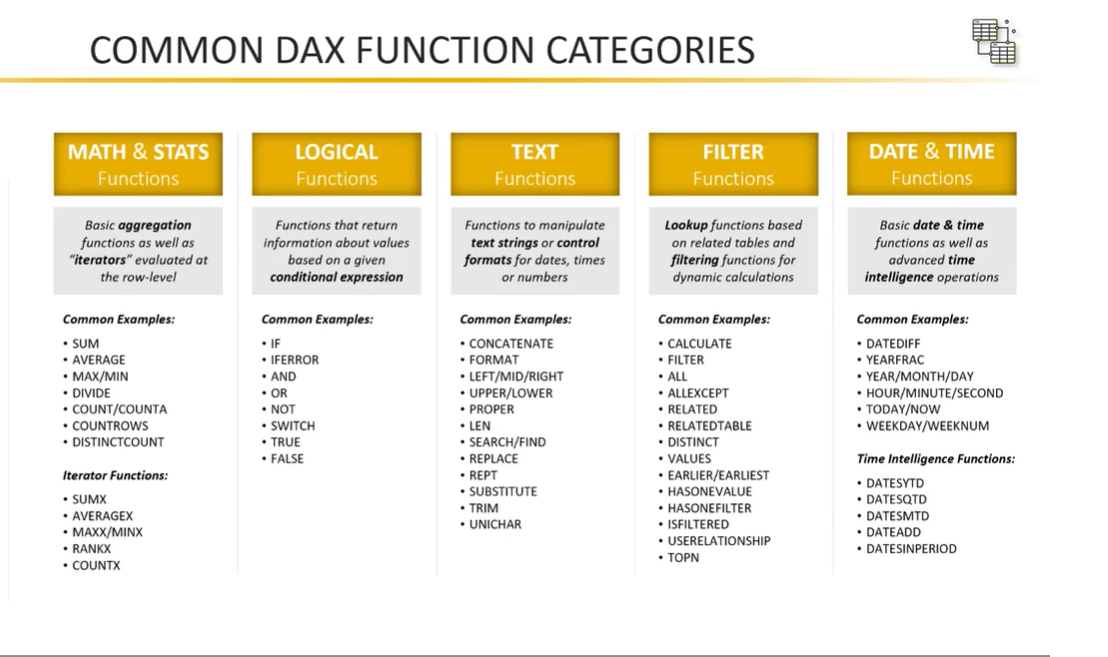 COMMON DAX FUNCTION CATEGORIES
MATH & STATS
Functions
Basic aggregation
functions as well as
“iterators” evaluated at
the row-level
Common Examples:
• SUM
• AVERAGE
• MAX/MIN
• DIVIDE
• COUNT/COUNTA
• COUNTROWS
• DISTINCTCOUNT
Iterator Functions:
• SUMX
• AVERAGEX
• MAXX/MINX
• RANKX
• COUNTX
LOGICAL
Functions
Functions that return
information about values
based on a given
conditional expression
Common Examples:
• IF
• IFERROR
• AND
• OR
• NOT
• SWITCH
• TRUE
• FALSE
TEXT
Functions
Functions to manipulate
text strings or control
formats for dates, times
or numbers
Common Examples:
• CONCATENATE
• FORMAT
• LEFT/MID/RIGHT
• UPPER/LOWER
• PROPER
• LEN
• SEARCH/FIND
• REPLACE
• REPT
• SUBSTITUTE
• TRIM
• UNICHAR
FILTER
Functions
Lookup functions based
on related tables and
filtering functions for
dynamic calculations
Common Examples:
• CALCULATE
• FILTER
• ALL
• ALLEXCEPT
• RELATED
• RELATEDTABLE
• DISTINCT
• VALUES
• EARLIER/EARLIEST
• HASONEVALUE
• HASONEFILTER
• ISFILTERED
• USERELATIONSHIP
• TOPN
DATE & TIME
Functions
Basic date & time
functions as well as
advanced time
intelligence operations
Common Examples:
• DATEDIFF
• YEARFRAC
• YEAR/MONTH/DAY
• HOUR/MINUTE/SECOND
• TODAY/NOW
• WEEKDAY/WEEKNUM
Time Intelligence Functions:
• DATESYTD
• DATESQTD
• DATESMTD
• DATEADD
• DATESINPERIOD